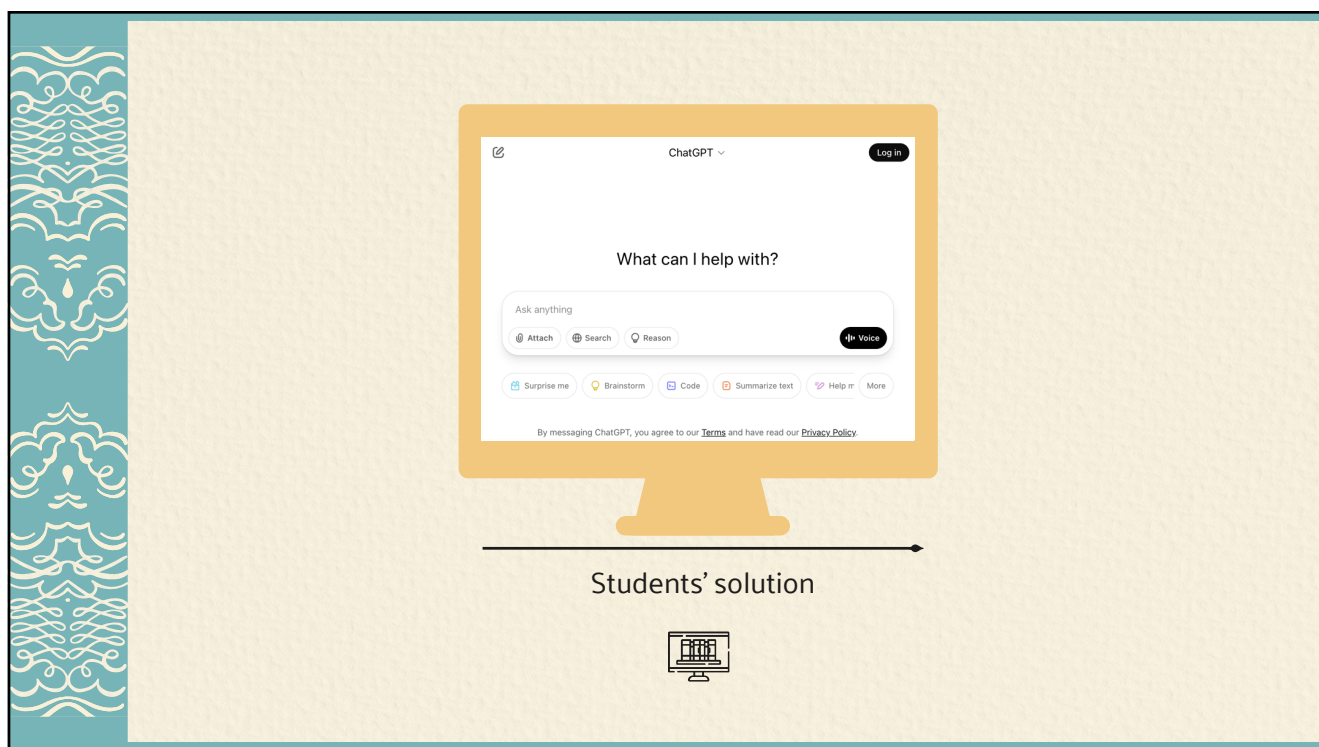 ChatGPT
Log in
What can I help with?
Ask anything
Attach Search Reason Voice
Surprise me Brainstorm Code Summarize text Help m More
By messaging ChatGPT, you agree to our Terms and have read our Privacy Policy.
Students' solution